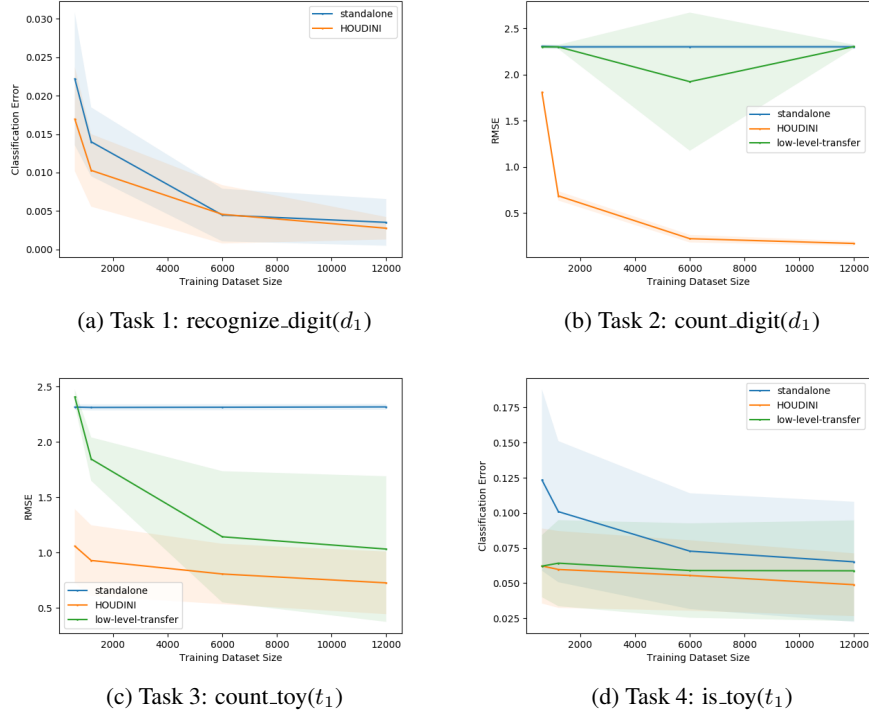 standalone
HOUDINI
0.030
0.025
0.020
0.015
0.010
0.005
0.000
Classification Error
2000 4000 6000 8000 10000 12000
Training Dataset Size
(a) Task 1: recognize_digit(d₁)
2.5
2.0
1.5
1.0
0.5
RMSE
standalone
HOUDINI
low-level-transfer
2000 4000 6000 8000 10000 12000
Training Dataset Size
(b) Task 2: count_digit(d₁)
2.5
2.0
1.5
1.0
0.5
RMSE
standalone
HOUDINI
low-level-transfer
2000 4000 6000 8000 10000 12000
Training Dataset Size
(c) Task 3: count_toy(t₁)
standalone
HOUDINI
low-level-transfer
0.175
0.150
0.125
0.100
0.075
0.050
0.025
Classification Error
2000 4000 6000 8000 10000 12000
Training Dataset Size
(d) Task 4: is_toy(t₁)